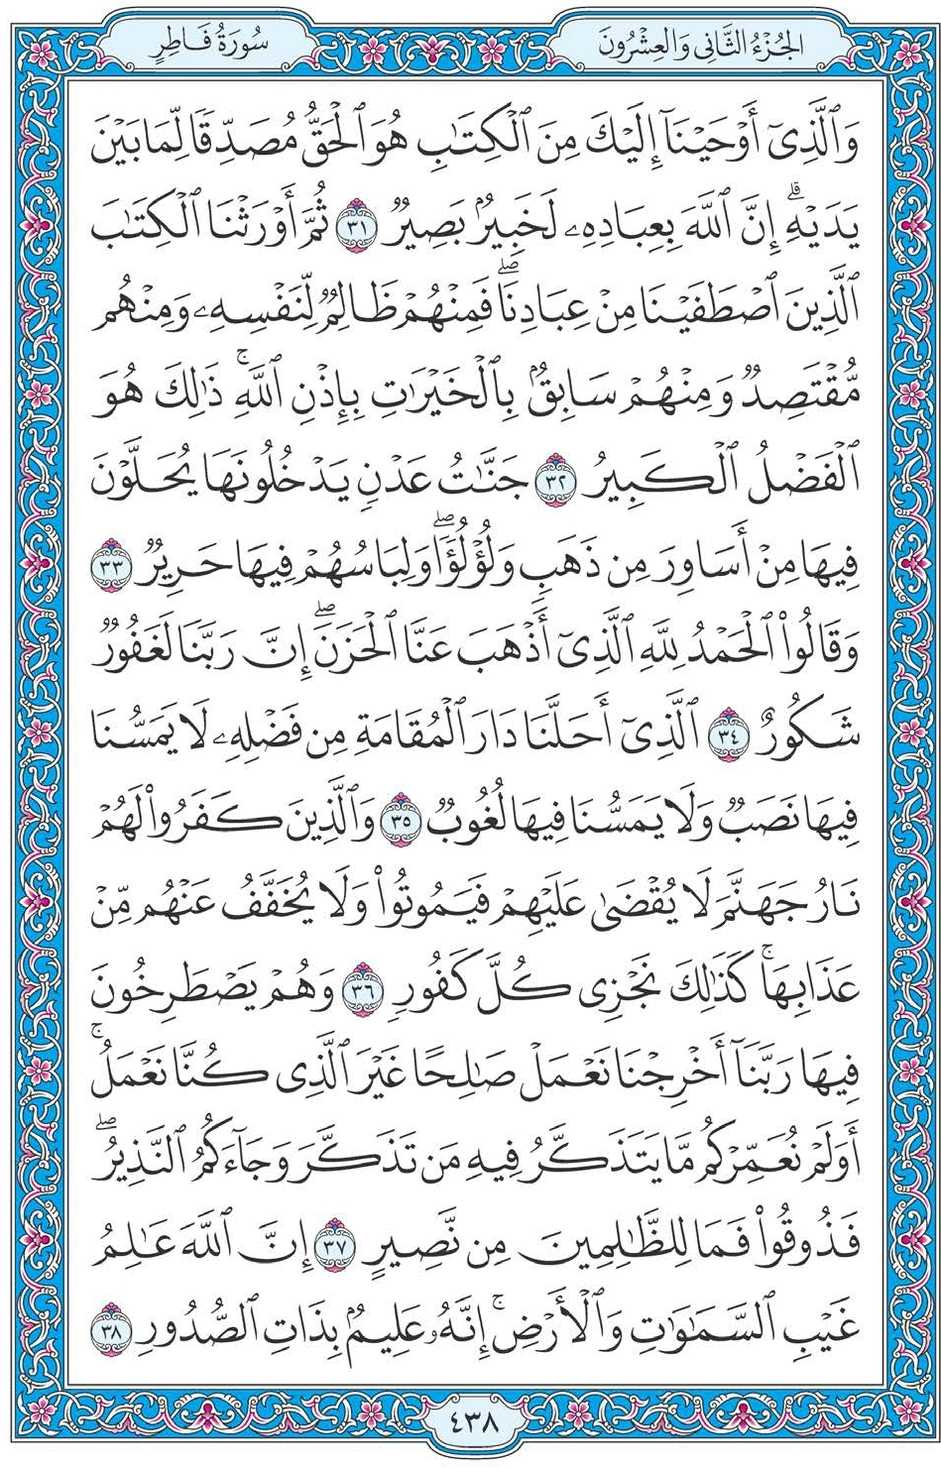 الجُزْءُ الثَّانِي وَالعِشْرُونَ
سُورَةُ فَاطِرٍ
وَٱلَّذِيٓ أَوْحَيْنَآ إِلَيْكَ مِنَ ٱلْكِتَٰبِ هُوَ ٱلْحَقُّ مُصَدِّقًا لِّمَا بَيْنَ
يَدَيْهِۗ إِنَّ ٱللَّهَ بِعِبَادِهِۦ لَخَبِيرُۢ بَصِيرٞ ٣١ ثُمَّ أَوْرَثْنَا ٱلْكِتَٰبَ
ٱلَّذِينَ ٱصْطَفَيْنَا مِنْ عِبَادِنَاۖ فَمِنْهُمْ ظَالِمٞ لِّنَفْسِهِۦ وَمِنْهُم
مُّقْتَصِدٞ وَمِنْهُمْ سَابِقُۢ بِٱلْخَيْرَٰتِ بِإِذْنِ ٱللَّهِۚ ذَٰلِكَ هُوَ
ٱلْفَضْلُ ٱلْكَبِيرُ ٣٢ جَنَّٰتُ عَدْنٖ يَدْخُلُونَهَا يُحَلَّوْنَ
فِيهَا مِنْ أَسَاوِرَ مِن ذَهَبٖ وَلُؤْلُؤٗاۖ وَلِبَاسُهُمْ فِيهَا حَرِيرٞ ٣٣
وَقَالُوا۟ ٱلْحَمْدُ لِلَّهِ ٱلَّذِيٓ أَذْهَبَ عَنَّا ٱلْحَزَنَۖ إِنَّ رَبَّنَا لَغَفُورٞ
شَكُورٌ ٣٤ ٱلَّذِيٓ أَحَلَّنَا دَارَ ٱلْمُقَامَةِ مِن فَضْلِهِۦ لَا يَمَسُّنَا
فِيهَا نَصَبٞ وَلَا يَمَسُّنَا فِيهَا لُغُوبٞ ٣٥ وَٱلَّذِينَ كَفَرُوا۟ لَهُمْ
نَارُ جَهَنَّمَ لَا يُقْضَىٰ عَلَيْهِمْ فَيَمُوتُوا۟ وَلَا يُخَفَّفُ عَنْهُم مِّنْ
عَذَابِهَاۚ كَذَٰلِكَ نَجْزِي كُلَّ كَفُورٖ ٣٦ وَهُمْ يَصْطَرِخُونَ
فِيهَا رَبَّنَآ أَخْرِجْنَا نَعْمَلْ صَٰلِحًا غَيْرَ ٱلَّذِي كُنَّا نَعْمَلُۚ
أَوَلَمْ نُعَمِّرْكُم مَّا يَتَذَكَّرُ فِيهِ مَن تَذَكَّرَ وَجَآءَكُمُ ٱلنَّذِيرُۖ
فَذُوقُوا۟ فَمَا لِلظَّٰلِمِينَ مِن نَّصِيرٍ ٣٧ إِنَّ ٱللَّهَ عَٰلِمُ
غَيْبِ ٱلسَّمَٰوَٰتِ وَٱلْأَرْضِۚ إِنَّهُۥ عَلِيمُۢ بِذَاتِ ٱلصُّدُورِ ٣٨
٤٣٨